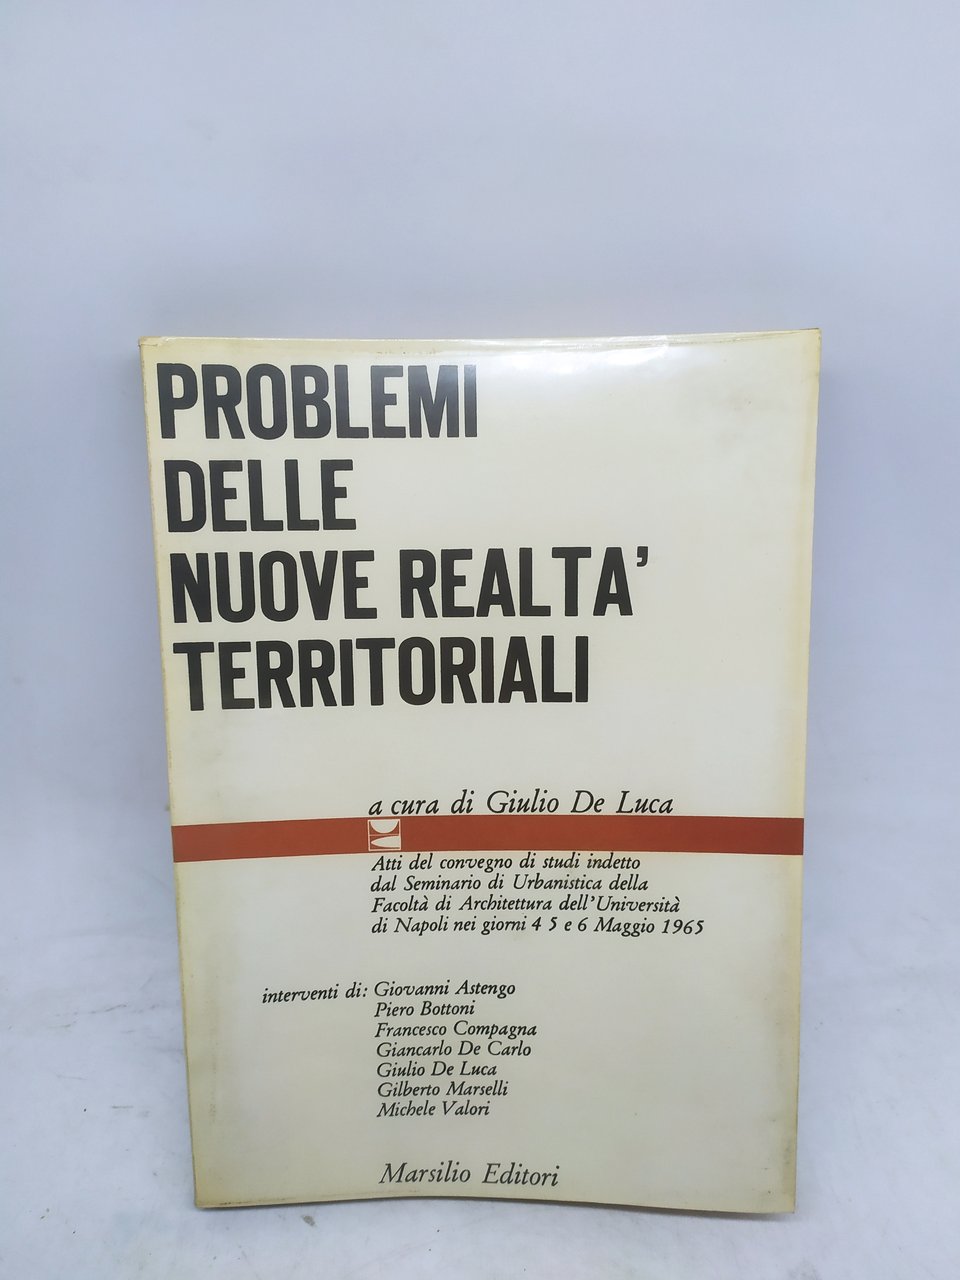 PROBLEMI
DELLE
NUOVE REALTA'
TERRITORIALI
a cura di Giulio De Luca
Atti del convegno di studi indetto
dal Seminario di Urbanistica della
Facoltà di Architettura dell'Università
di Napoli nei giorni 4 5 e 6 Maggio 1965
interventi di: Giovanni Astengo
Piero Bottoni
Francesco Compagna
Giancarlo De Carlo
Giulio De Luca
Gilberto Marselli
Michele Valori
Marsilio Editori